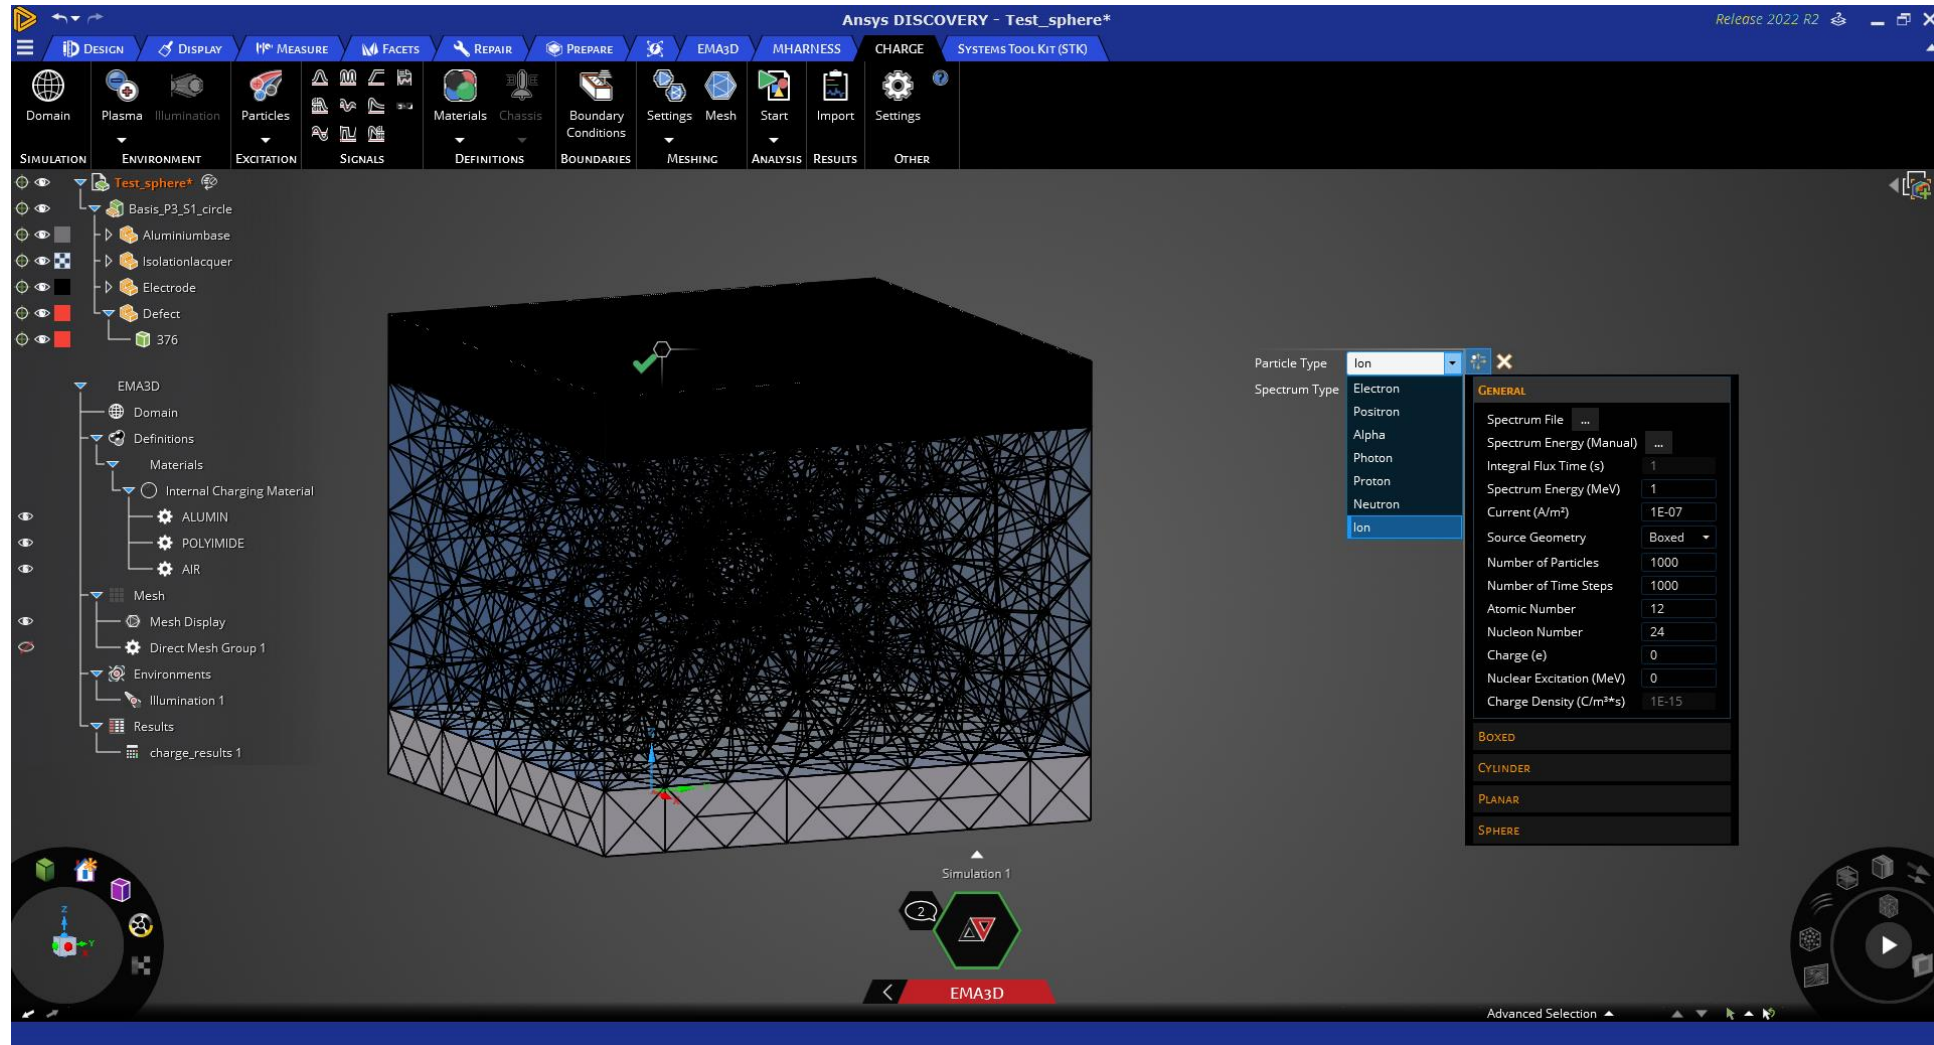 Ansys DISCOVERY - Test_sphere*
Release 2022 R2
DESIGN
DISPLAY
MEASURE
FACETS
REPAIR
PREPARE
EMA3D
MHARNESS
CHARGE
SYSTEMS TOOL KIT (STK)
Domain
Plasma
Illumination
Particles
Materials
Chassis
Boundary
Conditions
Settings
Mesh
Start
Import
Settings
SIMULATION
ENVIRONMENT
EXCITATION
SIGNALS
DEFINITIONS
BOUNDARIES
MESHING
ANALYSIS
RESULTS
OTHER
Test_sphere*
Basis_P3_S1_circle
Aluminiumbase
Isolationlacquer
Electrode
Defect
376
EMA3D
Domain
Definitions
Materials
Internal Charging Material
ALUMIN
POLYIMIDE
AIR
Mesh
Mesh Display
Direct Mesh Group 1
Environments
Illumination 1
Results
charge_results 1
Particle Type Ion
Spectrum Type
Electron
Positron
Alpha
Photon
Proton
Neutron
Ion
GENERAL
Spectrum File ...
Spectrum Energy (Manual) ...
Integral Flux Time (s) 1
Spectrum Energy (MeV) 1
Current (A/m²) 1E-07
Source Geometry Boxed
Number of Particles 1000
Number of Time Steps 1000
Atomic Number 12
Nucleon Number 24
Charge (e) 0
Nuclear Excitation (MeV) 0
Charge Density (C/m³*s) 1E-15
BOXED
CYLINDER
PLANAR
SPHERE
Z
Y
Simulation 1
2
EMA3D
Advanced Selection